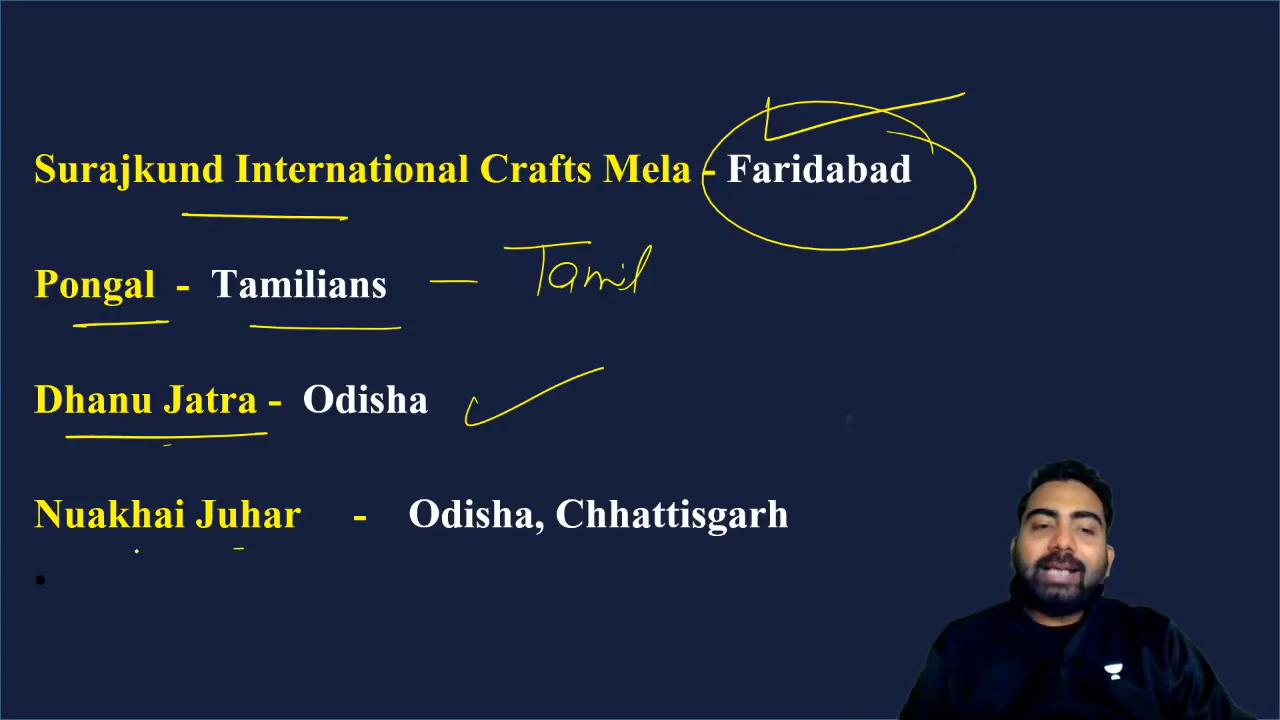 Surajkund International Crafts Mela - Faridabad
Pongal - Tamilians — Tamil
Dhanu Jatra - Odisha
Nuakhai Juhar - Odisha, Chhattisgarh